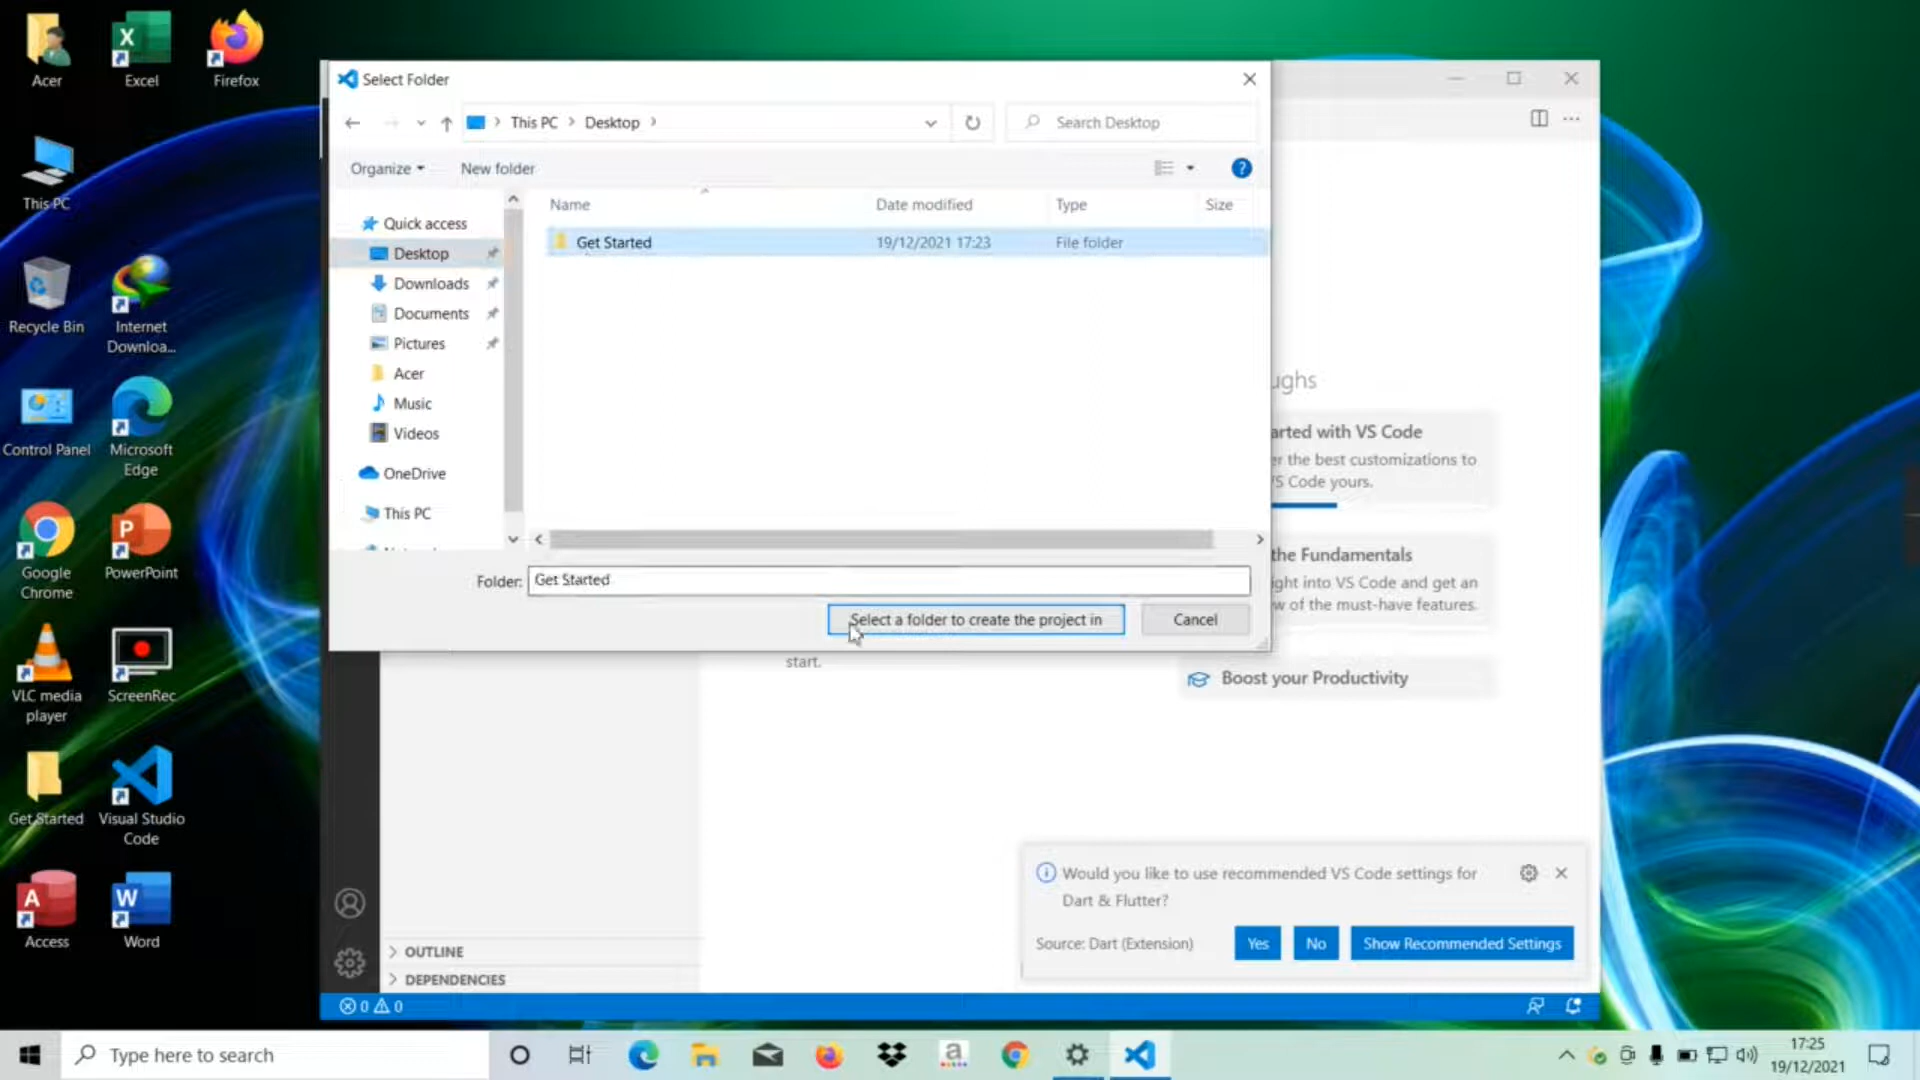 Acer
Excel
Firefox
This PC
Recycle Bin
Internet
Downloa...
Control Panel
Microsoft
Edge
Google
Chrome
PowerPoint
VLC media
player
ScreenRec
Get Started
Visual Studio
Code
Access
Word
Select Folder
This PC
Desktop
Search Desktop
Organize
New folder
Name
Date modified
Type
Size
Quick access
Desktop
Downloads
Documents
Pictures
Acer
Music
Videos
OneDrive
This PC
Get Started 19/12/2021 17:23 File folder
Folder: Get Started
Select a folder to create the project in
Cancel
ughs
arted with VS Code
er the best customizations to
VS Code yours.
the Fundamentals
ight into VS Code and get an
w of the must-have features.
start.
Boost your Productivity
Would you like to use recommended VS Code settings for
Dart & Flutter?
Source: Dart (Extension)
Yes
No
Show Recommended Settings
OUTLINE
DEPENDENCIES
0 0
Type here to search
17:25
19/12/2021